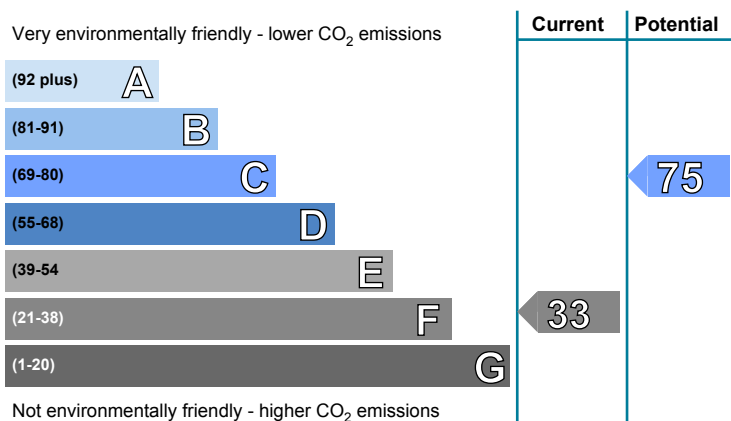 Very environmentally friendly - lower CO₂ emissions
Current
Potential
(92 plus) A
(81-91) B
(69-80) C
75
(55-68) D
(39-54 E
(21-38) F
33
(1-20) G
Not environmentally friendly - higher CO₂ emissions